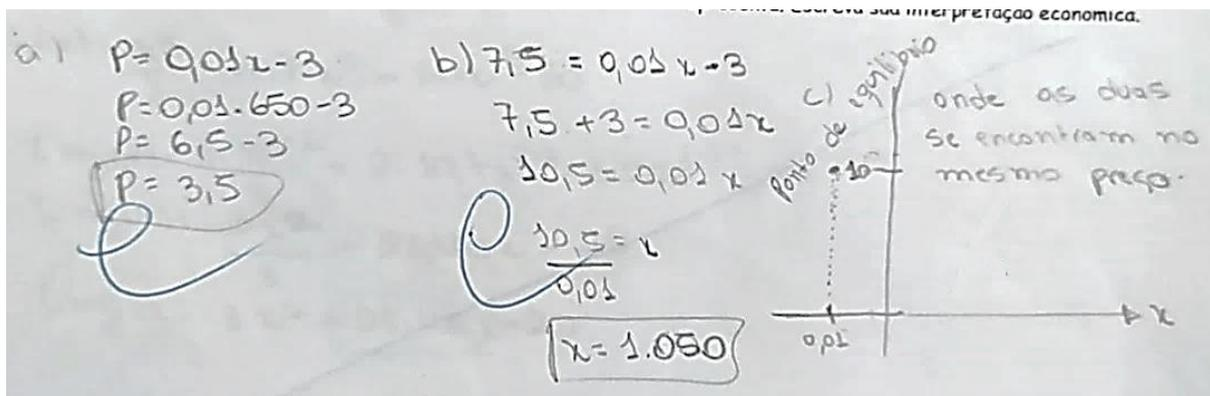 escreva sua interpretação econômica.
a) P= 0,01x-3
P=0,01.650-3
P= 6,5-3
P= 3,5
b) 7,5 = 0,01x-3
7,5 +3 = 0,01x
10,5 = 0,01 x
10,5 = x
0,01
x= 1.050
c) Ponto de equilíbrio
10
0,01
x
onde as duas
se encontram no
mesmo preço.